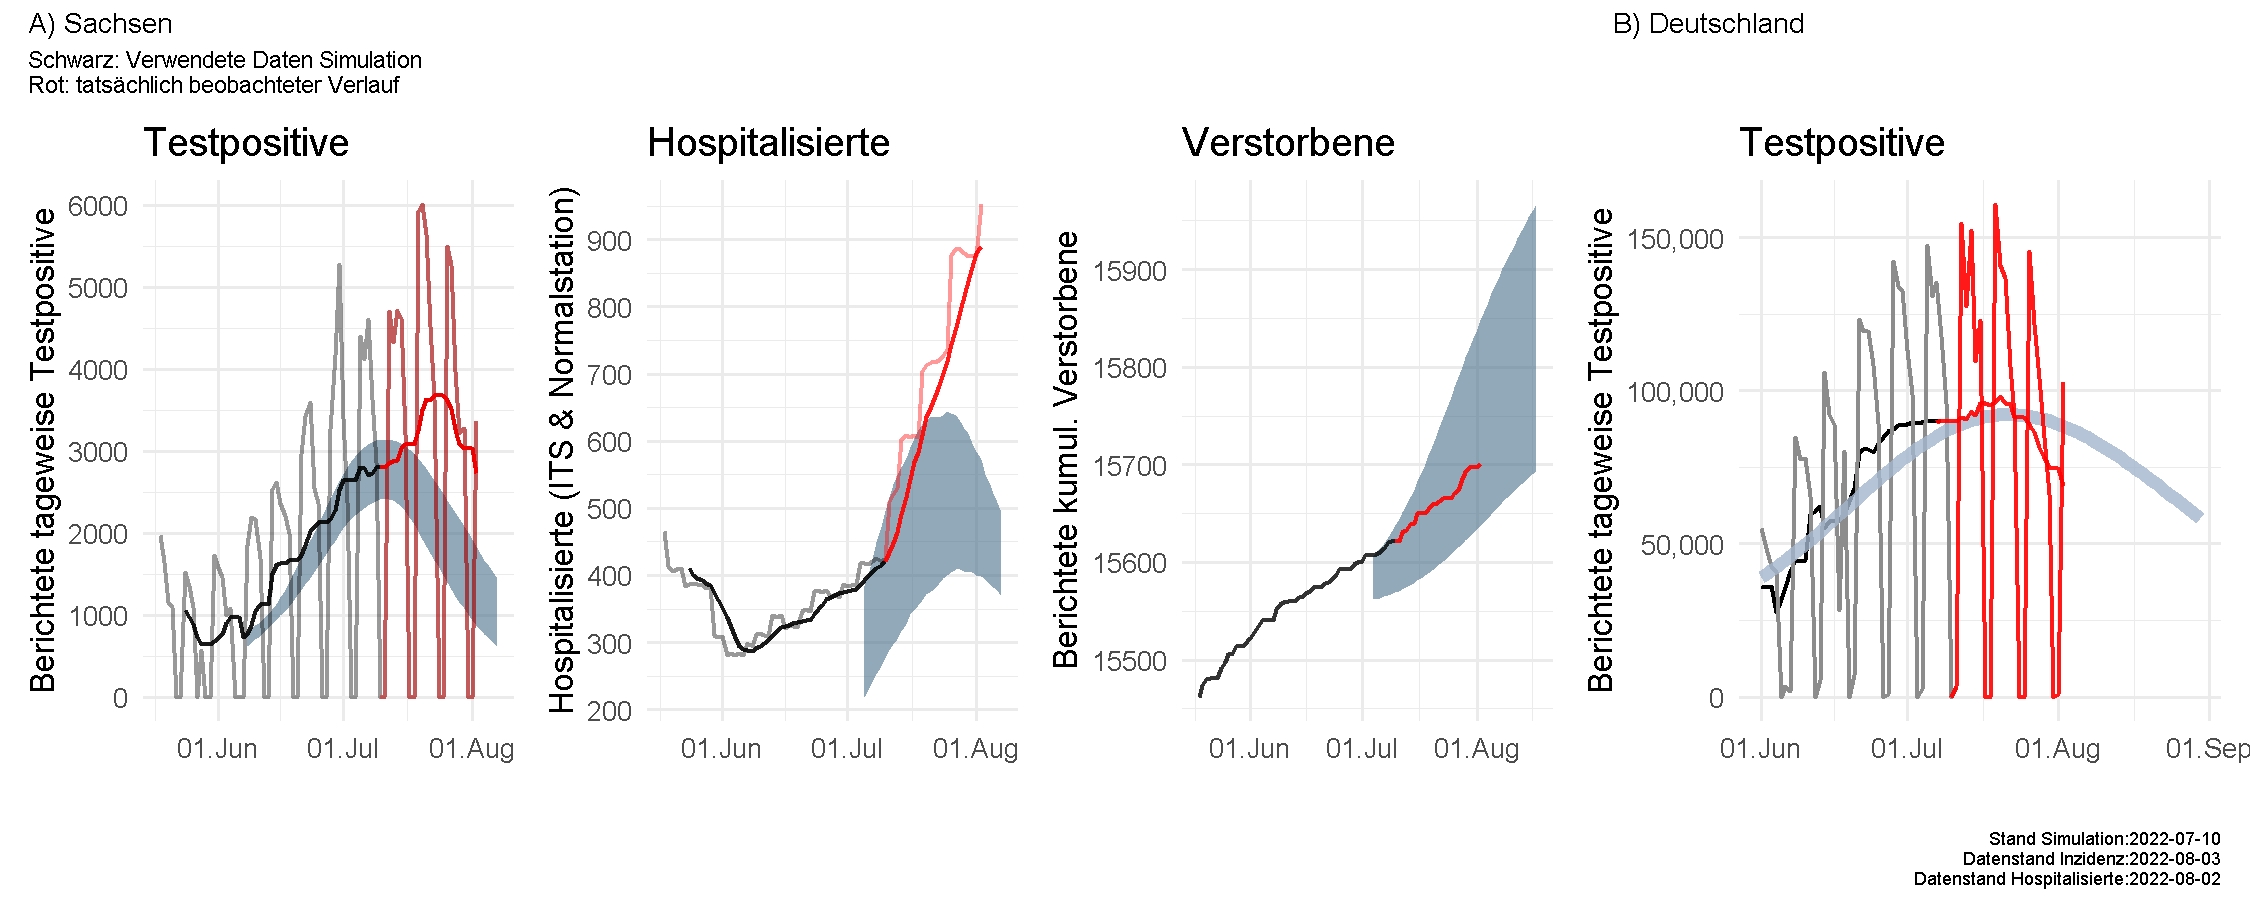 A) Sachsen
Schwarz: Verwendete Daten Simulation
Rot: tatsächlich beobachteter Verlauf
B) Deutschland
Testpositive
Berichtete tageweise Testpositive
6000
5000
4000
3000
2000
1000
0
01.Jun
01.Jul
01.Aug
Hospitalisierte
Hospitalisierte (ITS & Normalstation)
900
800
700
600
500
400
300
200
01.Jun
01.Jul
01.Aug
Verstorbene
Berichtete kumul. Verstorbene
15900
15800
15700
15600
15500
01.Jun
01.Jul
01.Aug
Testpositive
Berichtete tageweise Testpositive
150,000
100,000
50,000
0
01.Jun
01.Jul
01.Aug
01.Sep
Stand Simulation:2022-07-10
Datenstand Inzidenz:2022-08-03
Datenstand Hospitalisierte:2022-08-02